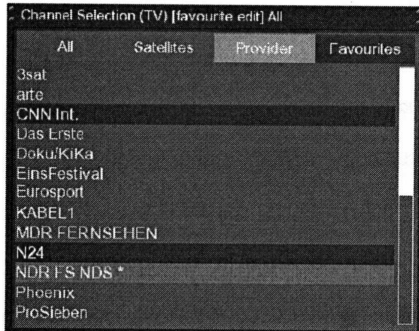 Channel Selection (TV) [favourite edit] All
All Satellites Provider Favourites
3sat
arte
CNN Int.
Das Erste
Doku/KiKa
EinsFestival
Eurosport
KABEL1
MDR FERNSEHEN
N24
NDR FS NDS *
Phoenix
ProSieben